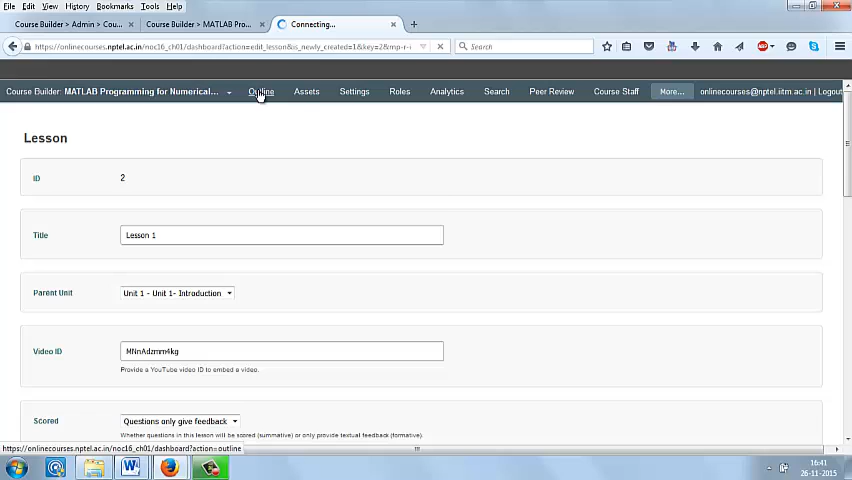 File Edit View History Bookmarks Tools Help
Course Builder » Admin » Cou...
Course Builder » MATLAB Pro...
Connecting...
https://onlinecourses.nptel.ac.in/noc16_ch01/dashboard?action=edit_lesson&is_newly_created=1&key=2&mp-r-i
Search
Course Builder: MATLAB Programming for Numerical... Outline Assets Settings Roles Analytics Search Peer Review Course Staff More... onlinecourses@nptel.iitm.ac.in | Logout
Lesson
ID 2
Title Lesson 1
Parent Unit Unit 1 - Unit 1- Introduction
Video ID MNnAdzmm4kg
Provide a YouTube video ID to embed a video.
Scored Questions only give feedback
Whether questions in this lesson will be scored (summative) or only provide textual feedback (formative).
https://onlinecourses.nptel.ac.in/noc16_ch01/dashboard?action=outline
16:41
26-11-2015